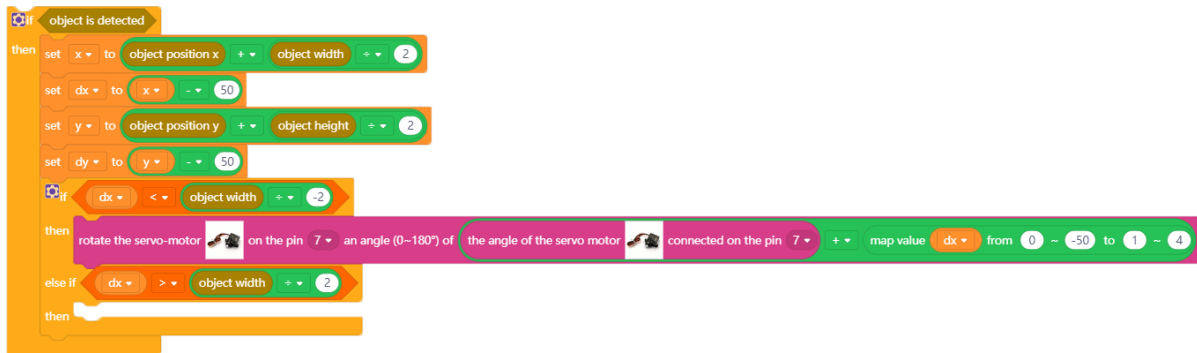 if object is detected
then set x to object position x + object width ÷ 2
set dx to x - 50
set y to object position y + object height ÷ 2
set dy to y - 50
if dx < object width ÷ -2
then rotate the servo-motor on the pin 7 an angle (0~180°) of the angle of the servo motor connected on the pin 7 + map value dx from 0 ~ -50 to 1 ~ 4
else if dx > object width ÷ 2
then